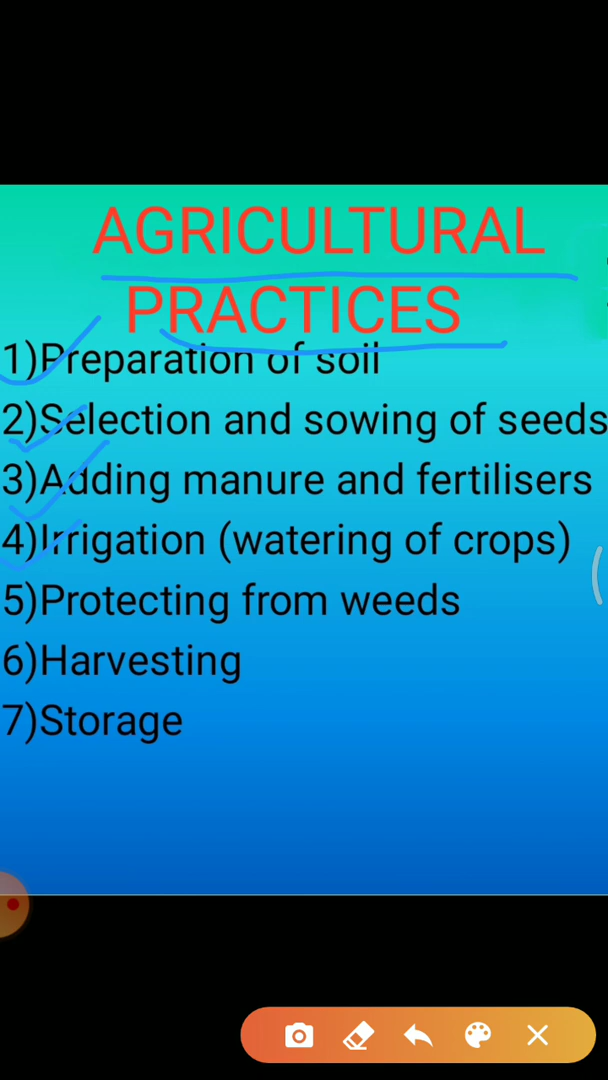 AGRICULTURAL
PRACTICES
1)Preparation of soil
2)Selection and sowing of seeds
3)Adding manure and fertilisers
4)Irrigation (watering of crops)
5)Protecting from weeds
6)Harvesting
7)Storage